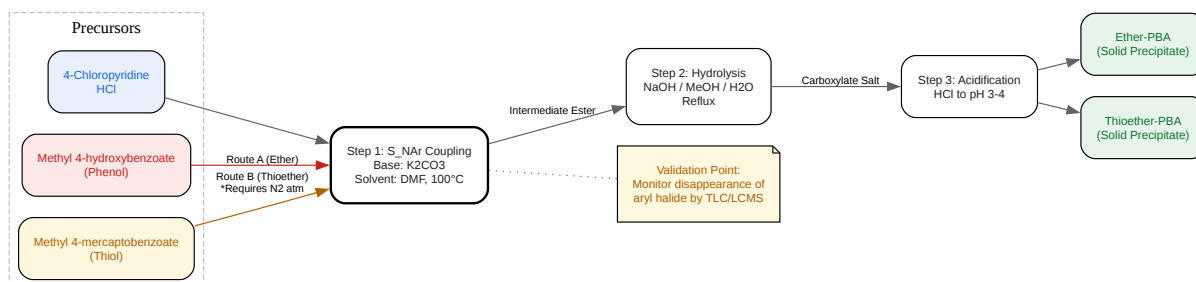 Precursors
4-Chloropyridine
HCl
Methyl 4-hydroxybenzoate
(Phenol)
Methyl 4-mercaptobenzoate
(Thiol)
Route A (Ether)
Route B (Thioether)
*Requires N2 atm
Step 1: S_NAr Coupling
Base: K2CO3
Solvent: DMF, 100°C
Intermediate Ester
Step 2: Hydrolysis
NaOH / MeOH / H2O
Reflux
Validation Point:
Monitor disappearance of
aryl halide by TLC/LCMS
Carboxylate Salt
Step 3: Acidification
HCl to pH 3-4
Ether-PBA
(Solid Precipitate)
Thioether-PBA
(Solid Precipitate)